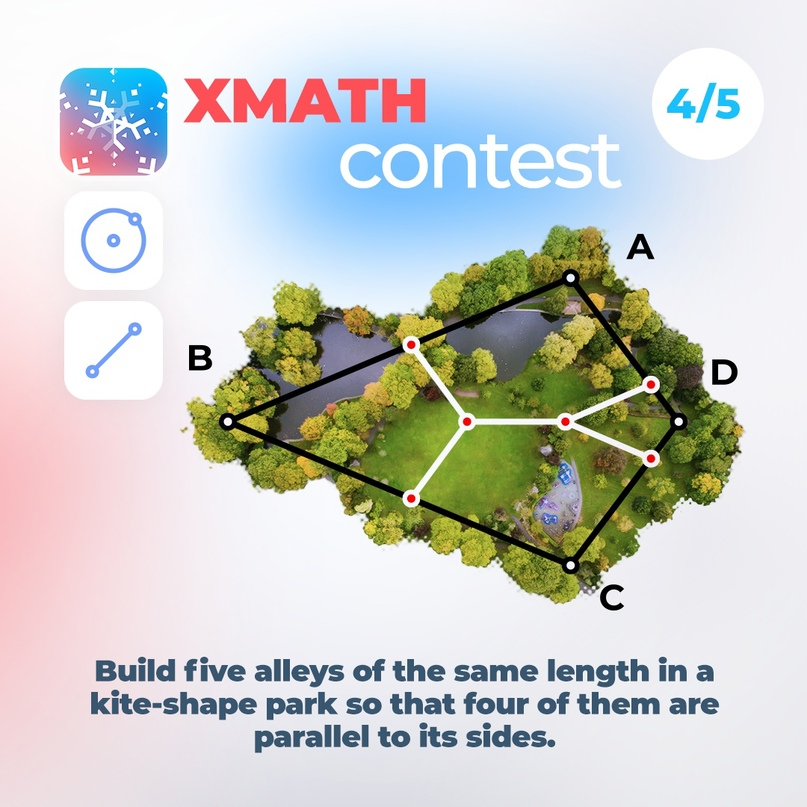 XMATH
contest
4/5
A
B
D
C
Build five alleys of the same length in a
kite-shape park so that four of them are
parallel to its sides.